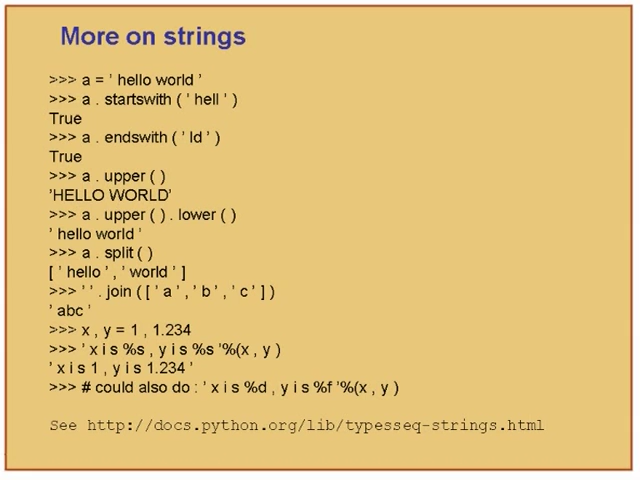 More on strings
>>> a = ’ hello world ’
>>> a . startswith ( ’ hell ’ )
True
>>> a . endswith ( ’ ld ’ )
True
>>> a . upper ( )
’HELLO WORLD’
>>> a . upper ( ) . lower ( )
’ hello world ’
>>> a . split ( )
[ ’ hello ’ , ’ world ’ ]
>>> ’ ’ . join ( [ ’ a ’ , ’ b ’ , ’ c ’ ] )
’ abc ’
>>> x , y = 1 , 1.234
>>> ’ x i s %s , y i s %s ’%(x , y )
’ x i s 1 , y i s 1.234 ’
>>> # could also do : ’ x i s %d , y i s %f ’%(x , y )
See http://docs.python.org/lib/typesseq-strings.html